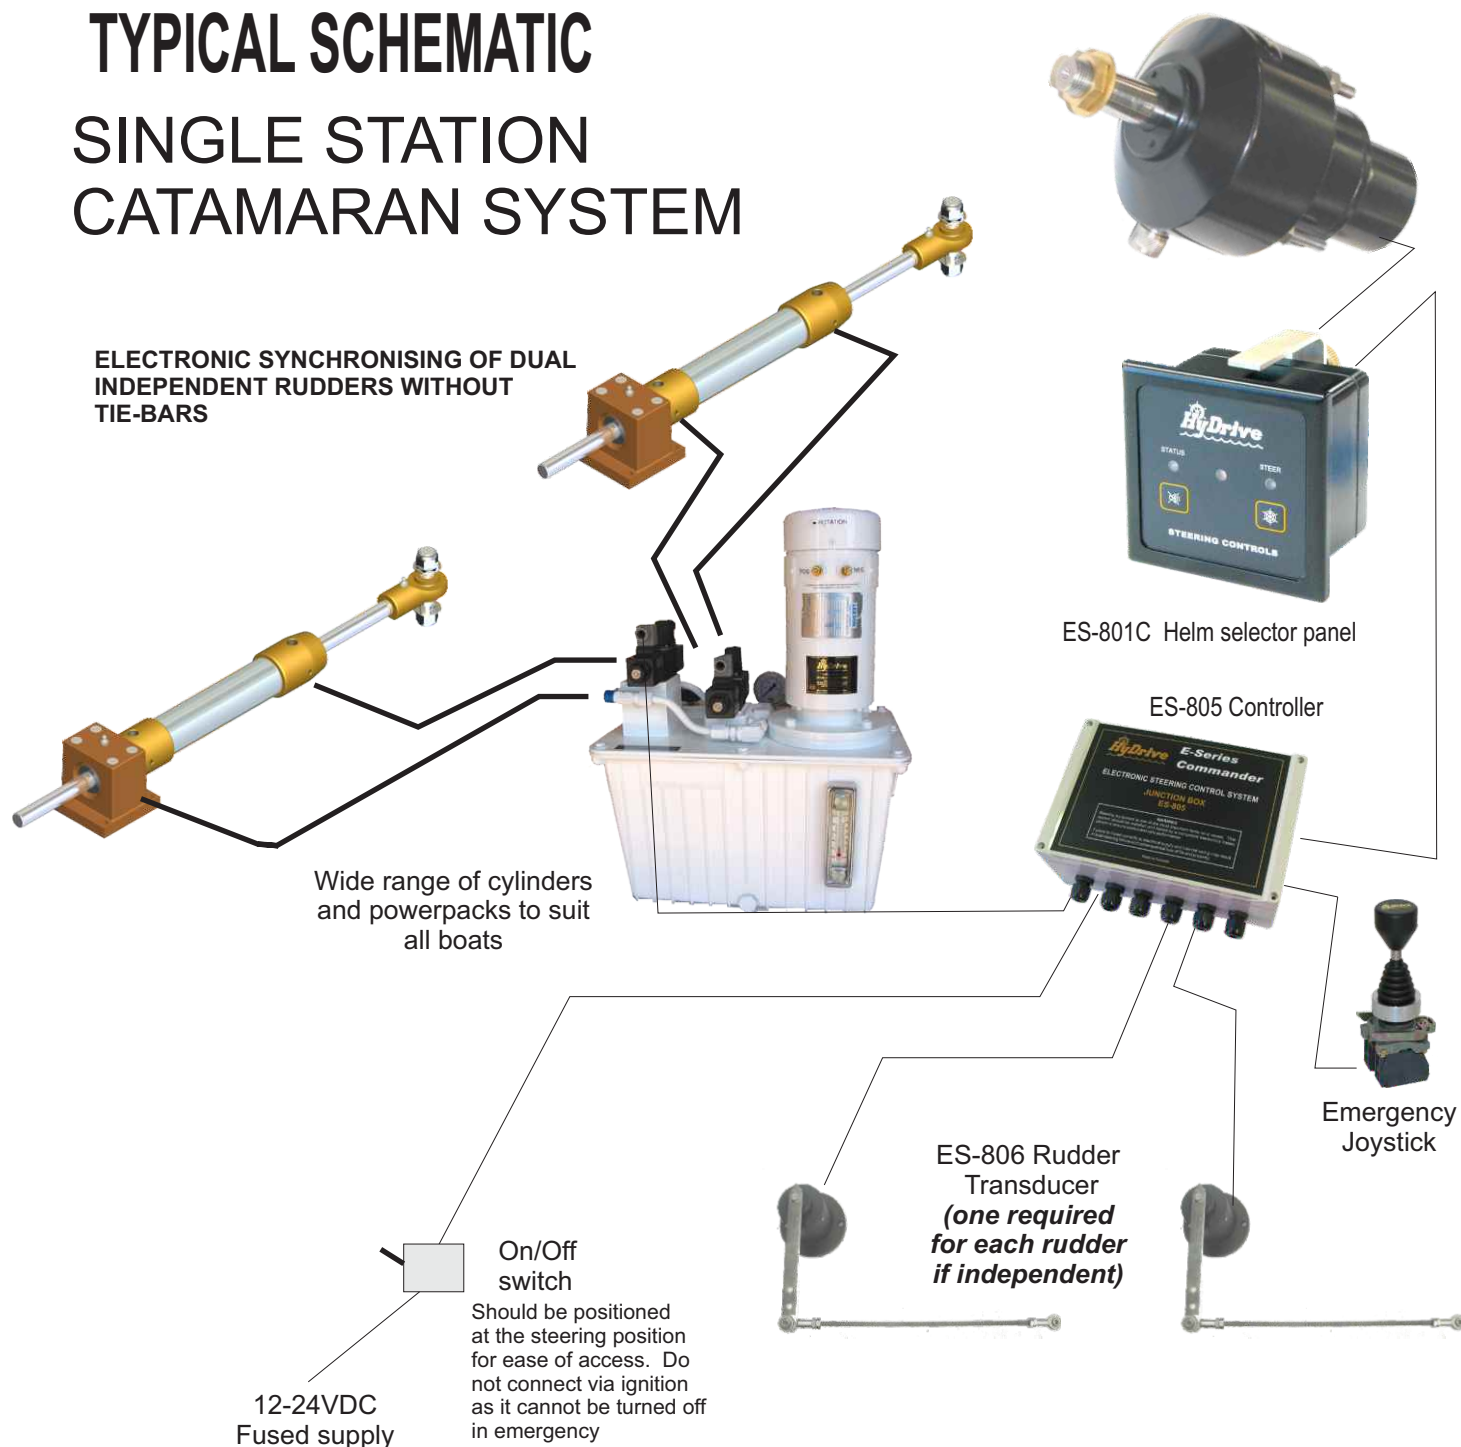 TYPICAL SCHEMATIC
SINGLE STATION
CATAMARAN SYSTEM
ELECTRONIC SYNCHRONISING OF DUAL
INDEPENDENT RUDDERS WITHOUT
TIE-BARS
HyDrive
STATUS
STEER
STEERING CONTROLS
ES-801C Helm selector panel
ROTATION
HyDrive
ES-805 Controller
HyDrive E-Series
Commander
ELECTRONIC STEERING CONTROL SYSTEM
JUNCTION BOX
ES-805
Wide range of cylinders
and powerpacks to suit
all boats
Emergency
Joystick
ES-806 Rudder
Transducer
(one required
for each rudder
if independent)
On/Off
switch
Should be positioned
at the steering position
for ease of access. Do
not connect via ignition
as it cannot be turned off
in emergency
12-24VDC
Fused supply